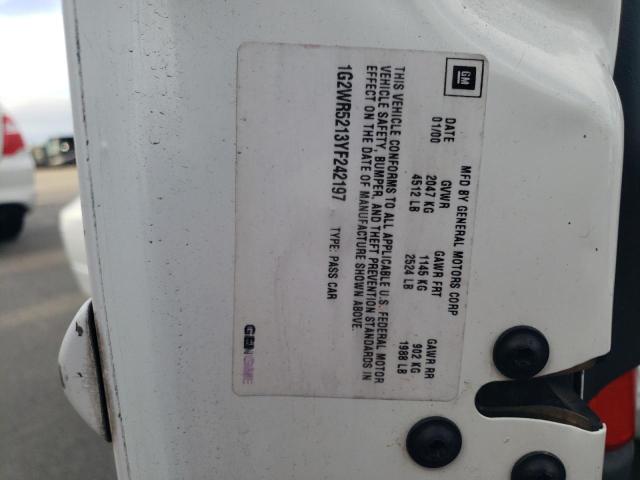 GM
MFD BY GENERAL MOTORS CORP
DATE GVWR GAWR FRT GAWR RR
01/00 2047 KG 1145 KG 902 KG
4512 LB 2524 LB 1988 LB
THIS VEHICLE CONFORMS TO ALL APPLICABLE U.S. FEDERAL MOTOR
VEHICLE SAFETY, BUMPER, AND THEFT PREVENTION STANDARDS IN
EFFECT ON THE DATE OF MANUFACTURE SHOWN ABOVE.
1G2WR5213YF242197 TYPE: PASS CAR